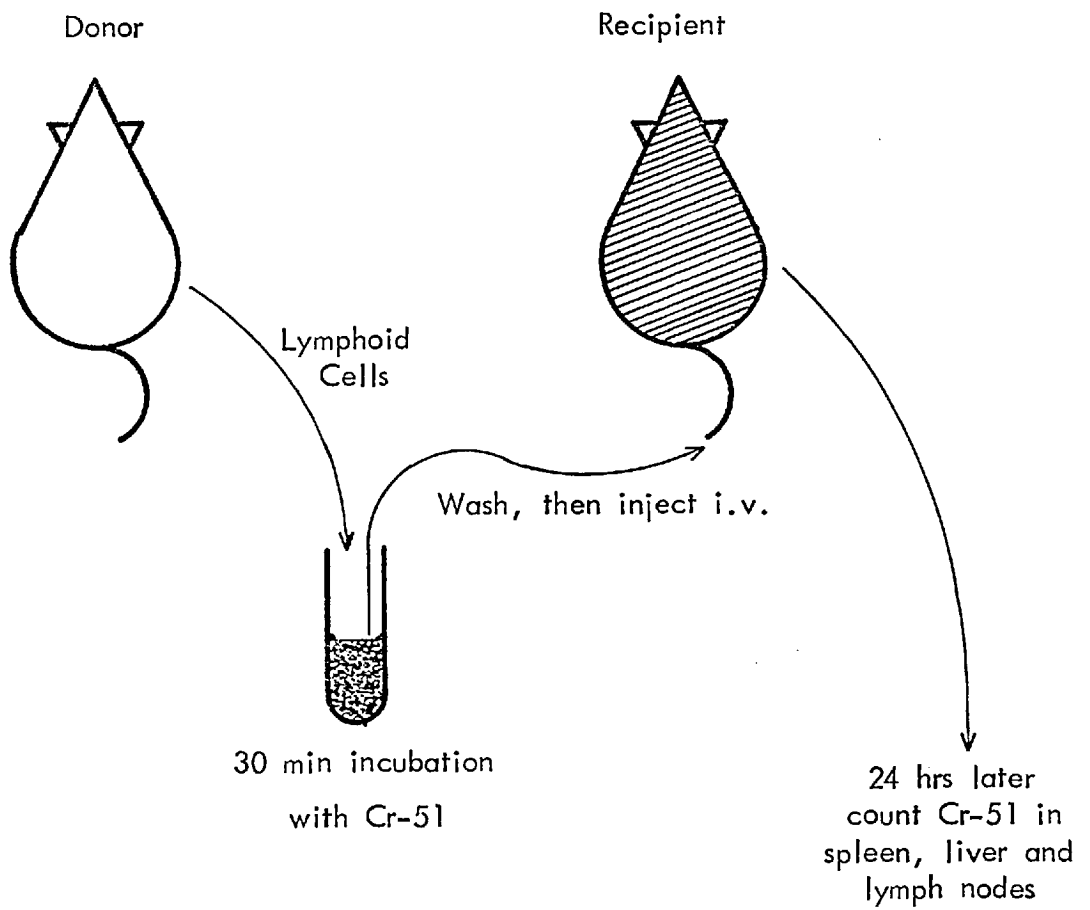 Donor
Recipient
Lymphoid
Cells
Wash, then inject i.v.
30 min incubation
with Cr-51
24 hrs later
count Cr-51 in
spleen, liver and
lymph nodes